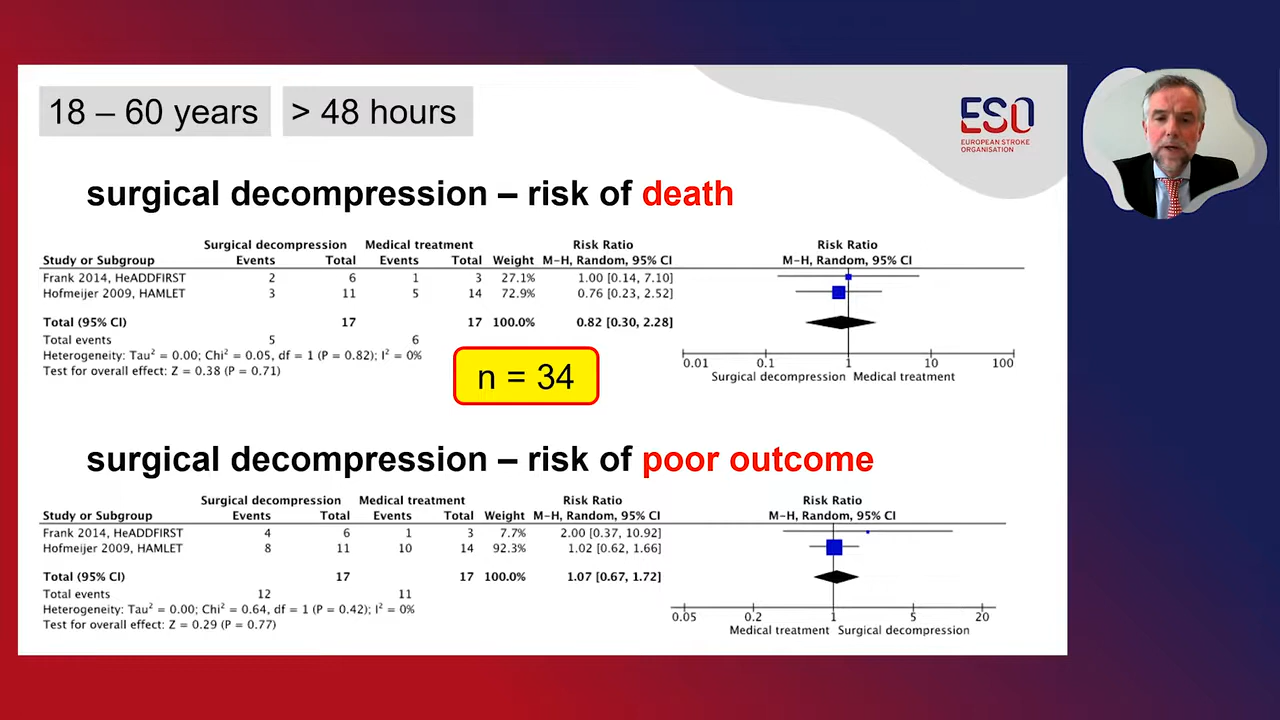 18 – 60 years
> 48 hours
ESO
EUROPEAN STROKE
ORGANISATION
surgical decompression – risk of death
Surgical decompression Medical treatment Risk Ratio Risk Ratio
Study or Subgroup Events Total Events Total Weight M-H, Random, 95% CI M-H, Random, 95% CI
Frank 2014, HeADDFIRST 2 6 1 3 27.1% 1.00 [0.14, 7.10]
Hofmeijer 2009, HAMLET 3 11 5 14 72.9% 0.76 [0.23, 2.52]
Total (95% CI) 17 17 100.0% 0.82 [0.30, 2.28]
Total events 5 6
Heterogeneity: Tau² = 0.00; Chi² = 0.05, df = 1 (P = 0.82); I² = 0%
Test for overall effect: Z = 0.38 (P = 0.71)
0.01 0.1 1 10 100
Surgical decompression Medical treatment
n = 34
surgical decompression – risk of poor outcome
Surgical decompression Medical treatment Risk Ratio Risk Ratio
Study or Subgroup Events Total Events Total Weight M-H, Random, 95% CI M-H, Random, 95% CI
Frank 2014, HeADDFIRST 4 6 1 3 7.7% 2.00 [0.37, 10.92]
Hofmeijer 2009, HAMLET 8 11 10 14 92.3% 1.02 [0.62, 1.66]
Total (95% CI) 17 17 100.0% 1.07 [0.67, 1.72]
Total events 12 11
Heterogeneity: Tau² = 0.00; Chi² = 0.64, df = 1 (P = 0.42); I² = 0%
Test for overall effect: Z = 0.29 (P = 0.77)
0.05 0.2 1 5 20
Medical treatment Surgical decompression